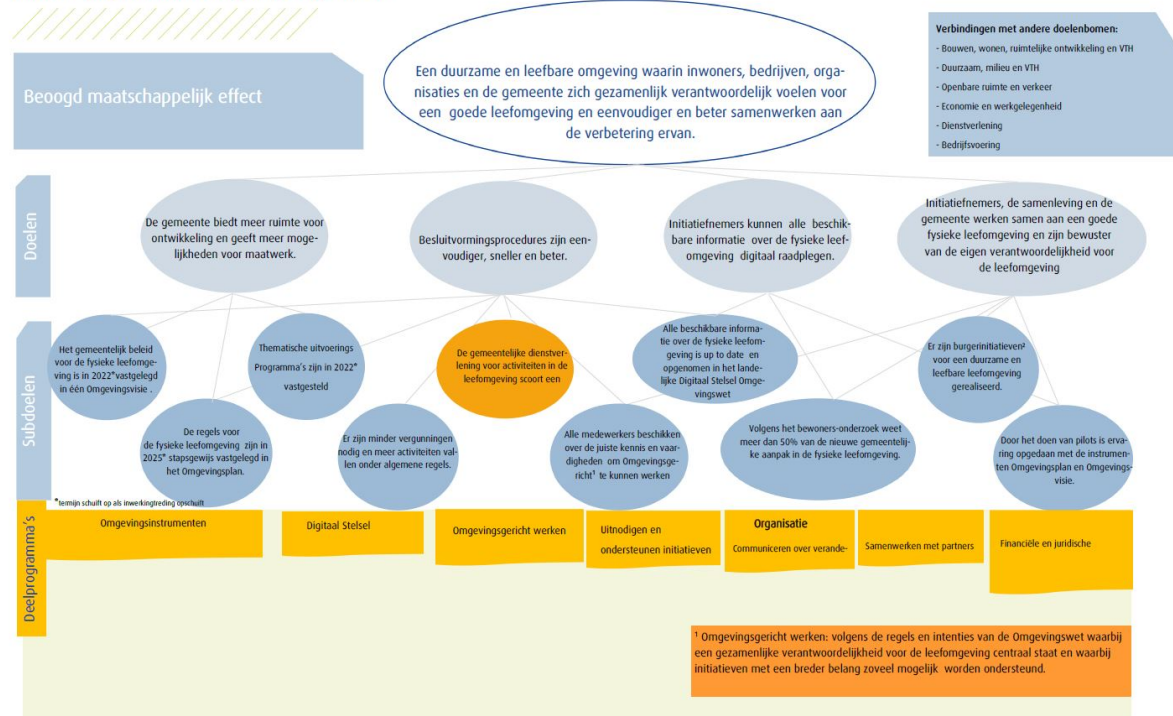 Beoogd maatschappelijk effect
Een duurzame en leefbare omgeving waarin inwoners, bedrijven, orga-
nisaties en de gemeente zich gezamenlijk verantwoordelijk voelen voor
een goede leefomgeving en eenvoudiger en beter samenwerken aan
de verbetering ervan.
Verbindingen met andere doelenbomen:
- Bouwen, wonen, ruimtelijke ontwikkeling en VTH
- Duurzaam, milieu en VTH
- Openbare ruimte en verkeer
- Economie en werkgelegenheid
- Dienstverlening
- Bedrijfsvoering
Doelen
De gemeente biedt meer ruimte voor
ontwikkeling en geeft meer moge-
lijkheden voor maatwerk.
Besluitvormingsprocedures zijn een-
voudiger, sneller en beter.
Initiatiefnemers kunnen alle beschik-
bare informatie over de fysieke leef-
omgeving digitaal raadplegen.
Initiatiefnemers, de samenleving en de
gemeente werken samen aan een goede
fysieke leefomgeving en zijn bewuster
van de eigen verantwoordelijkheid voor
de leefomgeving
Subdoelen
Het gemeentelijk beleid
voor de fysieke leefomge-
ving is in 2022*vastgelegd
in één Omgevingsvisie .
Thematische uitvoerings
Programma's zijn in 2022*
vastgesteld
De gemeentelijke dienstver-
lening voor activiteiten in de
leefomgeving scoort een
Alle beschikbare informa-
tie over de fysieke leefom-
geving is up to date en
opgenomen in het lande-
lijke Digitaal Stelsel Omge-
vingswet
Er zijn burgerinitiatieven²
voor een duurzame en
leefbare leefomgeving
gerealiseerd.
De regels voor
de fysieke leefomgeving zijn in
2025* stapsgewijs vastgelegd in
het Omgevingsplan.
Er zijn minder vergunningen
nodig en meer activiteiten val-
len onder algemene regels.
Alle medewerkers beschikken
over de juiste kennis en vaar-
digheden om Omgevingsge-
richt¹ te kunnen werken
Volgens het bewoners-onderzoek weet
meer dan 50% van de nieuwe gemeentelij-
ke aanpak in de fysieke leefomgeving.
Door het doen van pilots is erva-
ring opgedaan met de instrumen-
ten Omgevingsplan en Omgevings-
visie.
*termijn schuift op als inwerkingtreding opschuift
Deelprogramma's
Omgevingsinstrumenten
Digitaal Stelsel
Omgevingsgericht werken
Uitnodigen en
ondersteunen initiatieven
Organisatie
Communiceren over verande-
Samenwerken met partners
Financiële en juridische
¹ Omgevingsgericht werken: volgens de regels en intenties van de Omgevingswet waarbij
een gezamenlijke verantwoordelijkheid voor de leefomgeving centraal staat en waarbij
initiatieven met een breder belang zoveel mogelijk worden ondersteund.